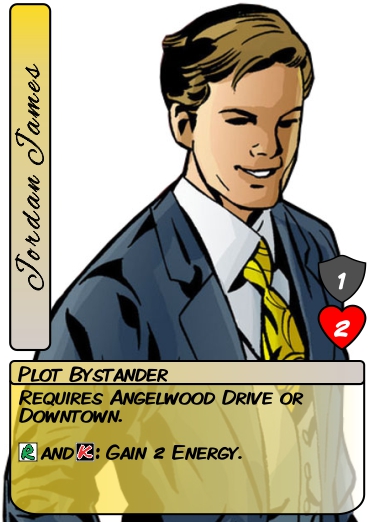 Jordan James
1
2
Plot Bystander
Requires Angelwood Drive or
Downtown.
R and K: Gain 2 Energy.